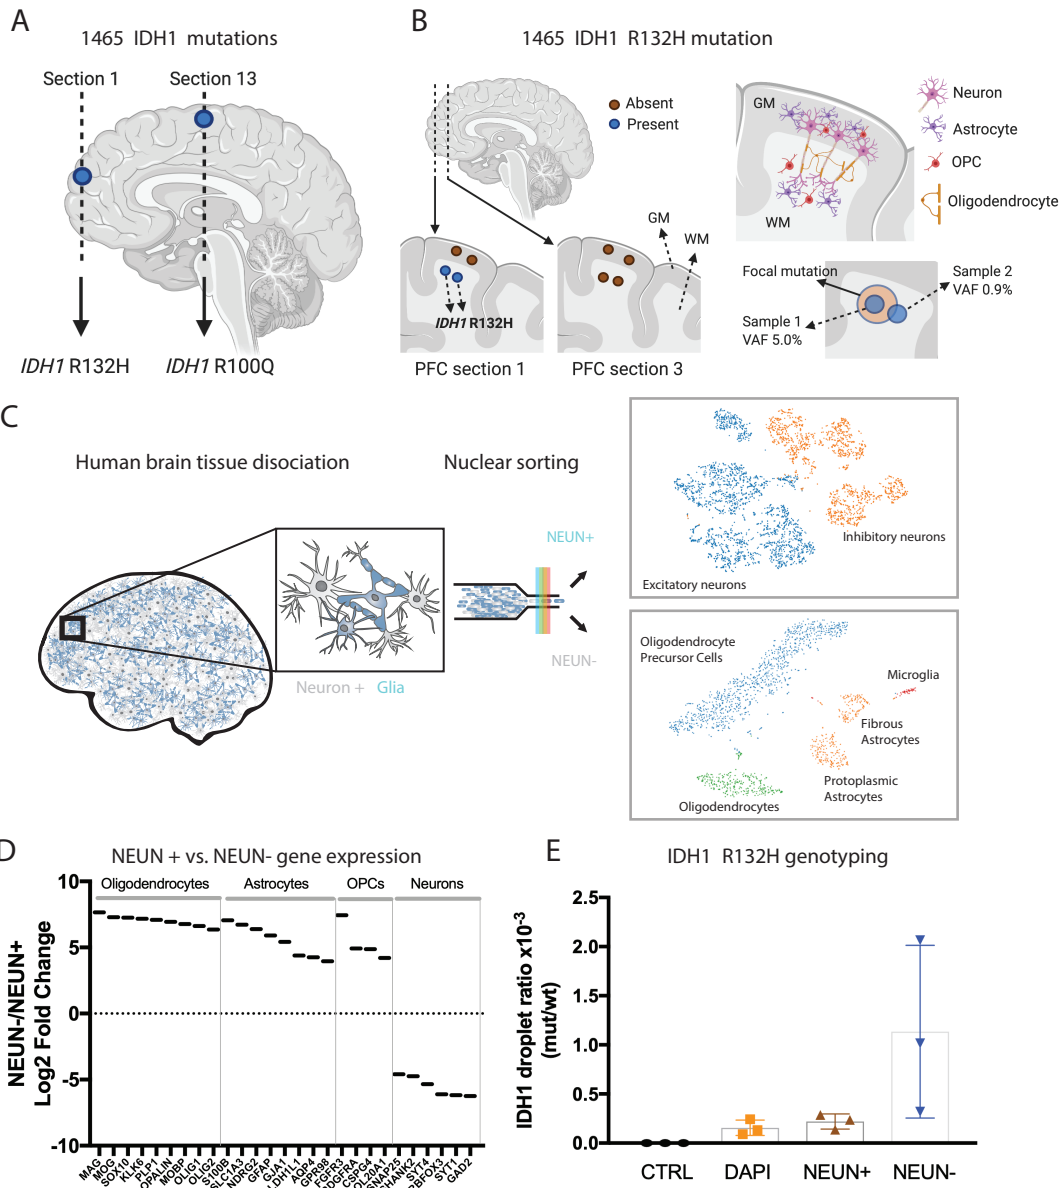 A
1465 IDH1 mutations
Section 1
Section 13
IDH1 R132H
IDH1 R100Q
B
1465 IDH1 R132H mutation
Absent
Present
GM
WM
IDH1 R132H
PFC section 1
PFC section 3
GM
WM
Neuron
Astrocyte
OPC
Oligodendrocyte
Focal mutation
Sample 1
VAF 5.0%
Sample 2
VAF 0.9%
C
Human brain tissue disociation
Nuclear sorting
NEUN+
NEUN-
Neuron + Glia
Excitatory neurons
Inhibitory neurons
Oligodendrocyte
Precursor Cells
Microglia
Fibrous
Astrocytes
Protoplasmic
Astrocytes
Oligodendrocytes
D
NEUN + vs. NEUN- gene expression
Oligodendrocytes
Astrocytes
OPCs
Neurons
NEUN-/NEUN+
Log2 Fold Change
10
5
0
-5
-10
MAG
MOG
SOX10
KLK6
PLP1
OPALIN
MOBP
OLIG1
OLIG2
S100B
SLC1A3
NDRG2
GFAP
GJA1
LDH1L1
AQP4
GPR98
FGFR3
DGFRA
CSPG4
OL20A1
SNAP25
HANK2
SYT4
RBFOX3
SYT1
GAD2
E
IDH1 R132H genotyping
IDH1 droplet ratio x10-3
(mut/wt)
2.5
2.0
1.5
1.0
0.5
0.0
CTRL
DAPI
NEUN+
NEUN-